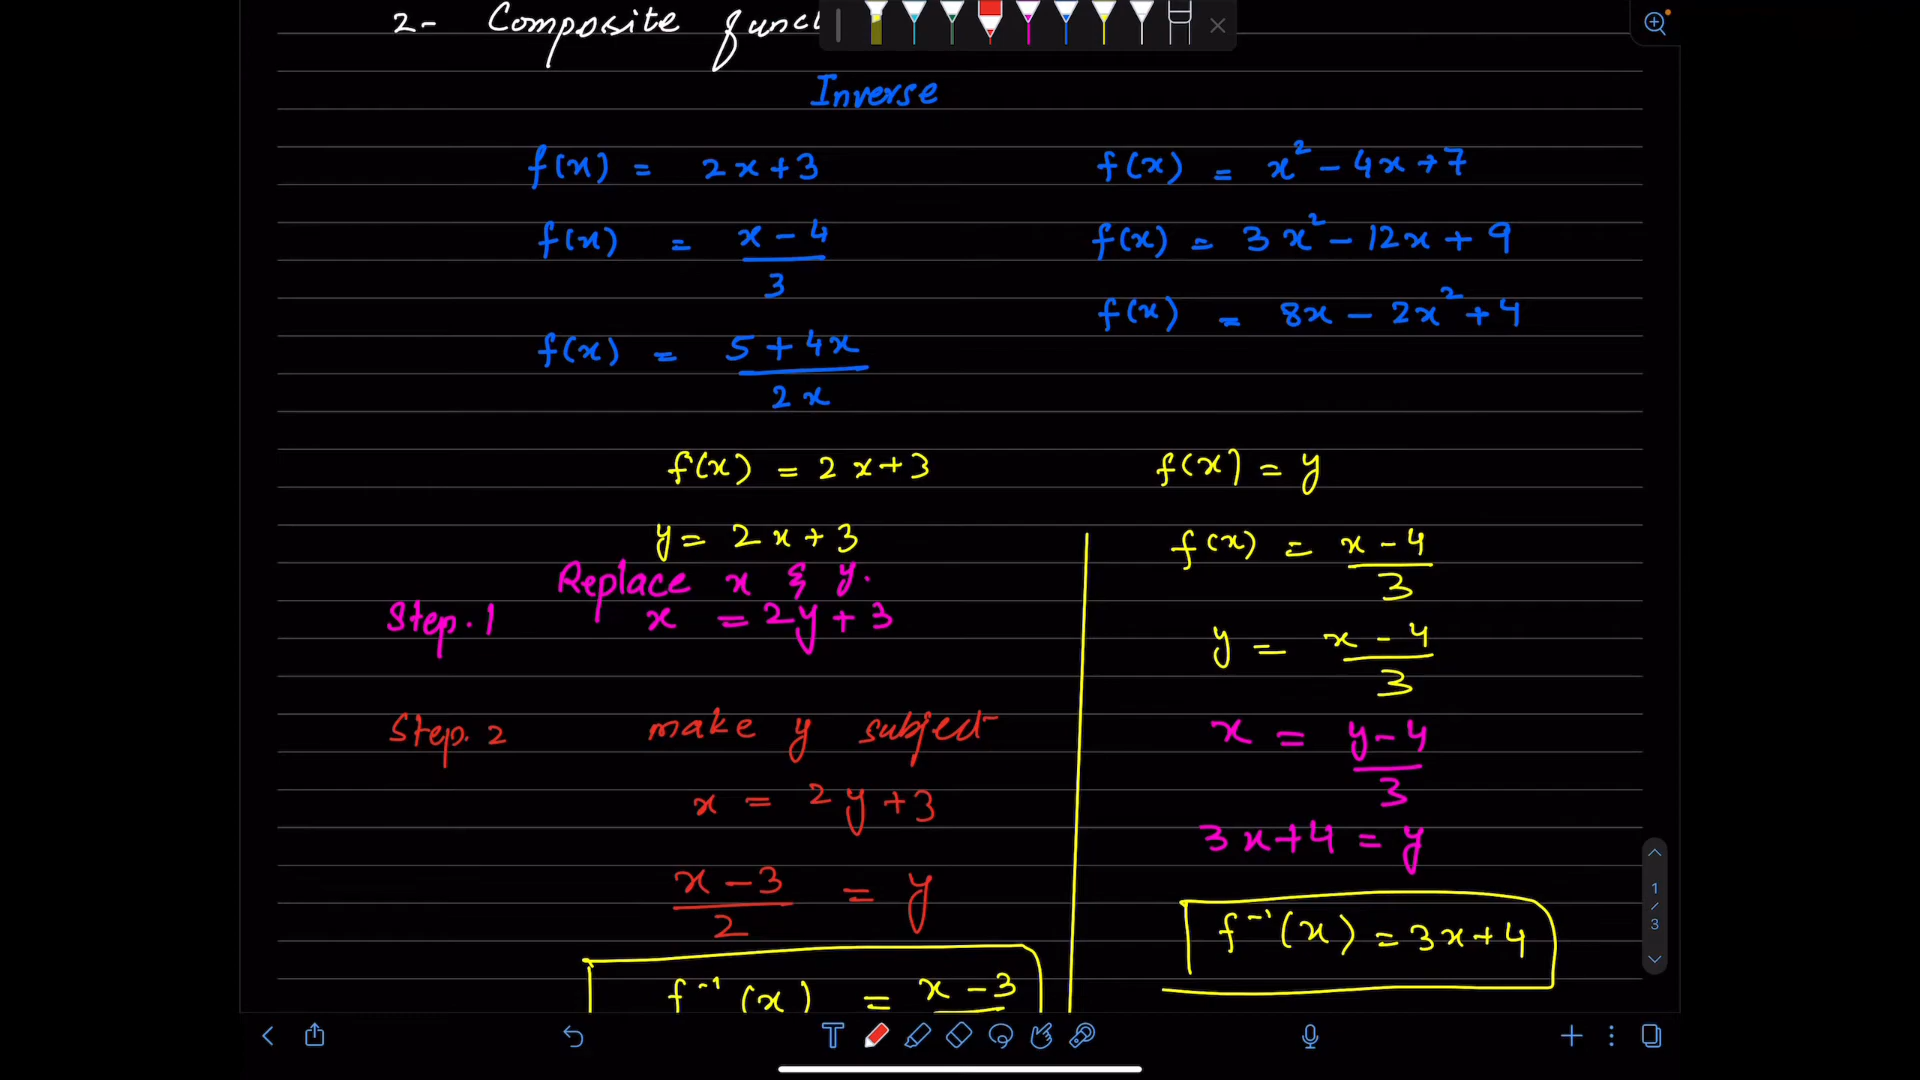 2- Composite func
Inverse
f(x) = 2x+3
f(x) = x-4 / 3
f(x) = 5+4x / 2x
f(x) = x² - 4x+7
f(x) = 3x² - 12x + 9
f(x) = 8x - 2x² + 4
f(x) = 2x+3
y = 2x+3
Replace x & y.
Step.1 x = 2y+3
Step.2 make y subject
x = 2y+3
x-3 / 2 = y
f⁻¹(x) = x-3
f(x) = y
f(x) = x-4 / 3
y = x-4 / 3
x = y-4 / 3
3x+4 = y
f⁻¹(x) = 3x+4
1
/
3
T